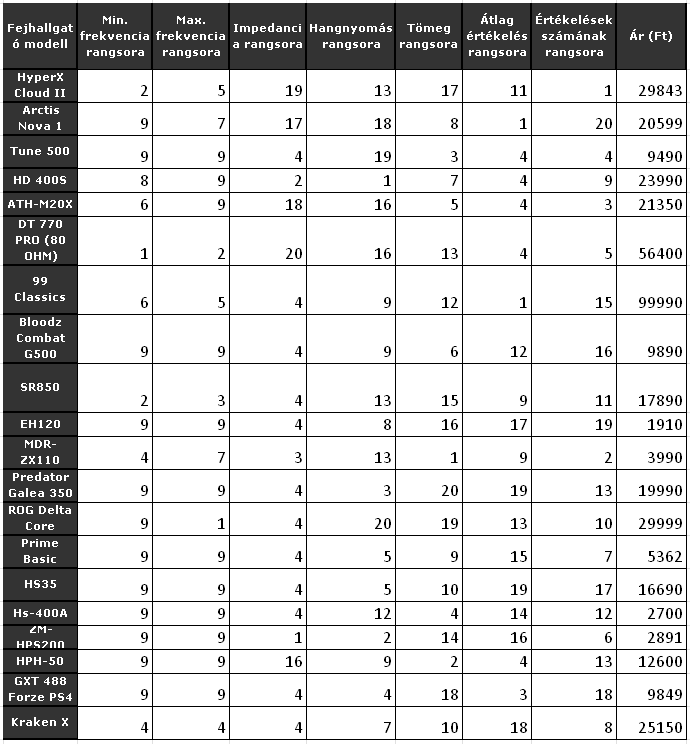 Fejhallgat ó modell Min. frekvencia rangsora Max. frekvencia rangsora Impedanci a rangsora Hangnyomás rangsora Tömeg rangsora Átlag értékelés rangsora Értékelések számának rangsora Ár (Ft)
HyperX Cloud II 2 5 19 13 17 11 1 29843
Arctis Nova 1 9 7 17 18 8 1 20 20599
Tune 500 9 9 4 19 3 4 4 9490
HD 400S 8 9 2 1 7 4 9 23990
ATH-M20X 6 9 18 16 5 4 3 21350
DT 770 PRO (80 OHM) 1 2 20 16 13 4 5 56400
99 Classics 6 5 4 9 12 1 15 99990
Bloodz Combat G500 9 9 4 9 6 12 16 9890
SR850 2 3 4 13 15 9 11 17890
EH120 9 9 4 8 16 17 19 1910
MDR-ZX110 4 7 3 13 1 9 2 3990
Predator Galea 350 9 9 4 3 20 19 13 19990
ROG Delta Core 9 1 4 20 19 13 10 29999
Prime Basic 9 9 4 5 9 15 7 5362
HS35 9 9 4 5 10 19 17 16690
Hs-400A 9 9 4 12 4 14 12 2700
ZM-HPS200 9 9 1 2 14 16 6 2891
HPH-50 9 9 16 9 2 4 13 12600
GXT 488 Forze PS4 9 9 4 4 18 3 18 9849
Kraken X 4 4 4 7 10 18 8 25150